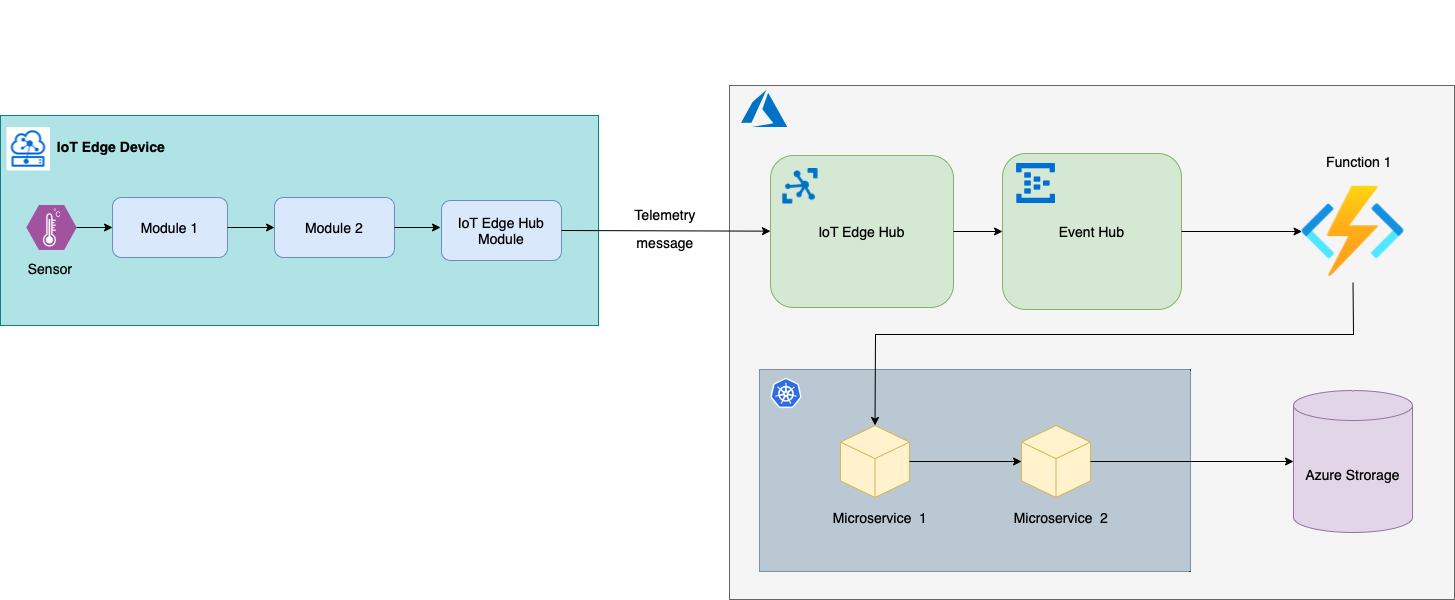 IoT Edge Device
°C
Sensor
Module 1
Module 2
IoT Edge Hub
Module
Telemetry
message
IoT Edge Hub
Event Hub
Function 1
Microservice 1
Microservice 2
Azure Strorage